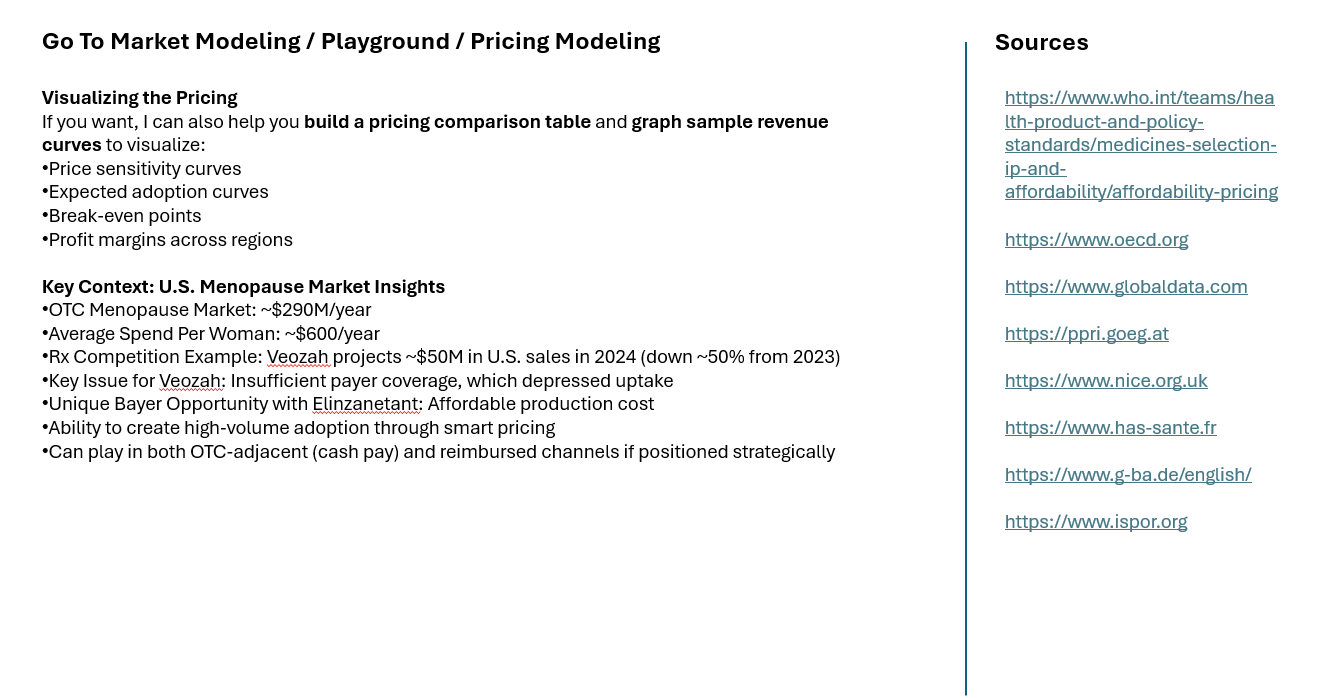 Go To Market Modeling / Playground / Pricing Modeling
Visualizing the Pricing
If you want, I can also help you build a pricing comparison table and graph sample revenue
curves to visualize:
•Price sensitivity curves
•Expected adoption curves
•Break-even points
•Profit margins across regions
Key Context: U.S. Menopause Market Insights
•OTC Menopause Market: ~$290M/year
•Average Spend Per Woman: ~$600/year
•Rx Competition Example: Veozah projects ~$50M in U.S. sales in 2024 (down ~50% from 2023)
•Key Issue for Veozah: Insufficient payer coverage, which depressed uptake
•Unique Bayer Opportunity with Elinzanetant: Affordable production cost
•Ability to create high-volume adoption through smart pricing
•Can play in both OTC-adjacent (cash pay) and reimbursed channels if positioned strategically
Sources
https://www.who.int/teams/hea
lth-product-and-policy-
standards/medicines-selection-
ip-and-
affordability/affordability-pricing
https://www.oecd.org
https://www.globaldata.com
https://ppri.goeg.at
https://www.nice.org.uk
https://www.has-sante.fr
https://www.g-ba.de/english/
https://www.ispor.org